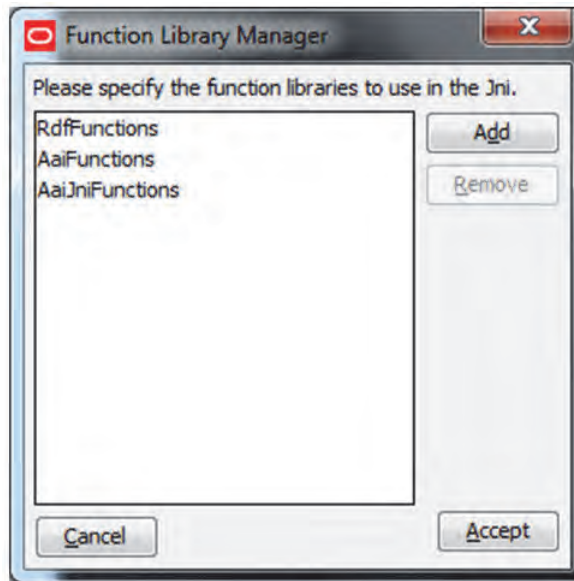 Function Library Manager
Please specify the function libraries to use in the Jni.
RdfFunctions
AaiFunctions
AaiJniFunctions
Add
Remove
Cancel
Accept